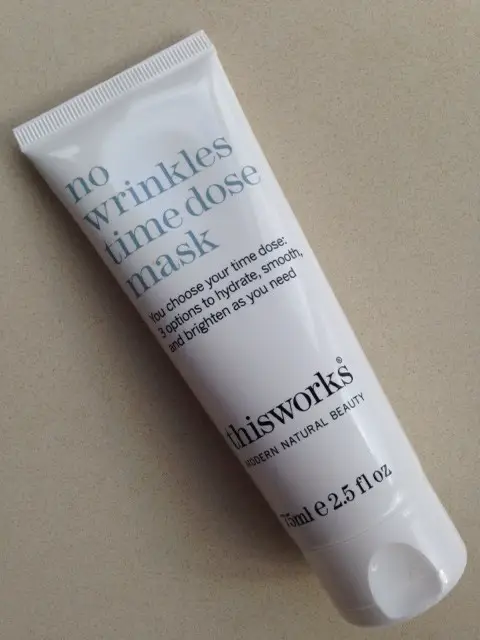 no
wrinkles
time dose
mask
You choose your time dose:
3 options to hydrate, smooth,
and brighten as you need
thisworks®
MODERN NATURAL BEAUTY
75ml e 2.5 fl oz